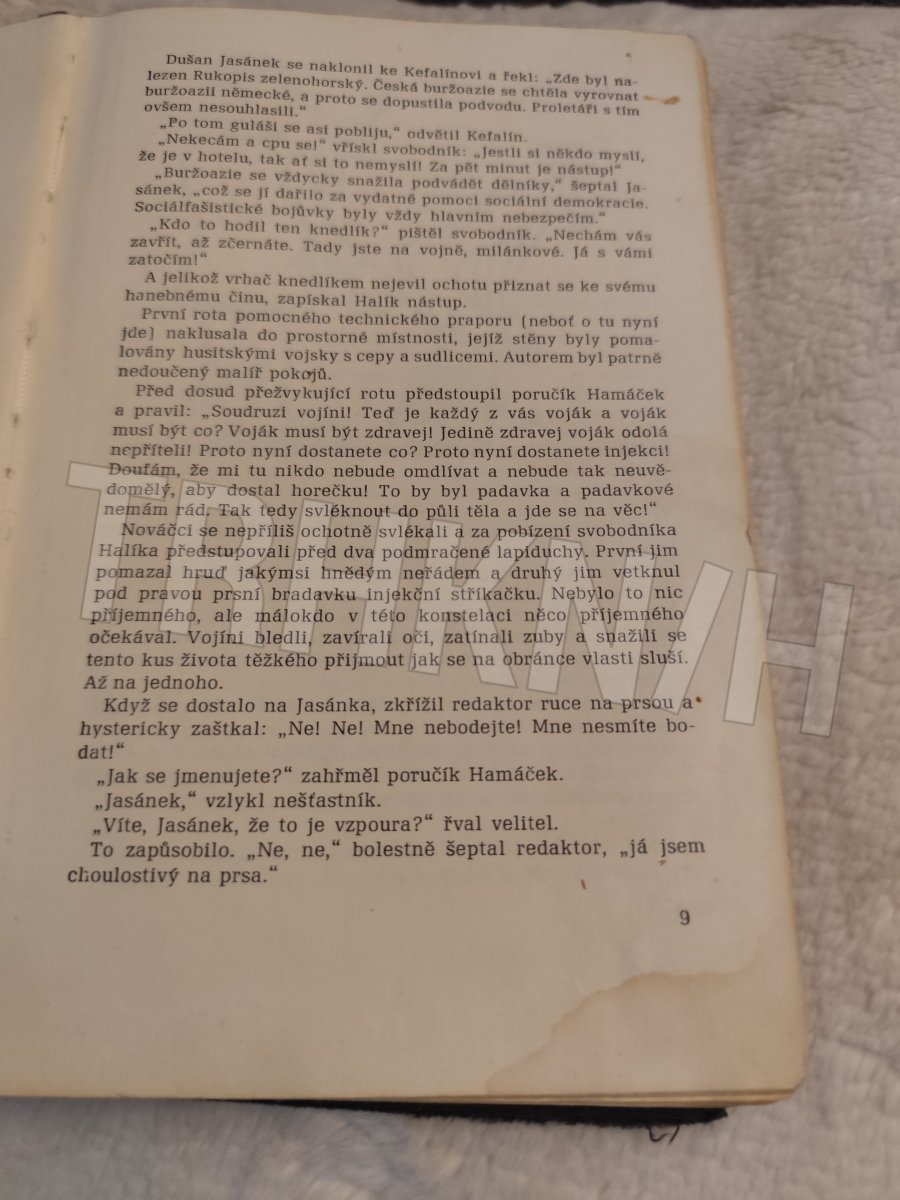 Dušan Jasánek se naklonil ke Kefalínovi a řekl: „Zde byl na-
lezen Rukopis zelenohorský. Česká buržoazie se chtěla vyrovnat
buržoazii německé, a proto se dopustila podvodu. Proletáři s tím
ovšem nesouhlasili.“
„Po tom guláši se asi pobliju,“ odvětil Kefalín.
„Nekecám a cpu se!“ vřískl svobodník: „Jestli si někdo myslí,
že je v hotelu, tak ať si to nemyslí! Za pět minut je nástup!“
„Buržoazie se vždycky snažila podvádět dělníky,“ šeptal Ja-
sánek, „což se jí dařilo za vydatné pomoci sociální demokracie.
Sociálfašistické bojůvky byly vždy hlavním nebezpečím.“
„Kdo to hodil ten knedlík?“ pištěl svobodník. „Nechám vás
zavřít, až zčernáte. Tady jste na vojně, milánkové. Já s vámi
zatočím!“
A jelikož vrhač knedlíkem nejevil ochotu přiznat se ke svému
hanebnému činu, zapískal Halík nástup.
První rota pomocného technického praporu (neboť o tu nyní
jde) naklusala do prostorné místnosti, jejíž stěny byly poma-
lovány husitskými vojsky s cepy a sudlicemi. Autorem byl patrně
nedoučený malíř pokojů.
Před dosud přežvykující rotu předstoupil poručík Hamáček
a pravil: „Soudruzi vojíni! Teď je každý z vás voják a voják
musí být co? Voják musí být zdravej! Jedině zdravej voják odolá
nepříteli! Proto nyní dostanete co? Proto nyní dostanete injekci!
Doufám, že mi tu nikdo nebude omdlívat a nebude tak neuvě-
domělý, aby dostal horečku! To by byl padavka a padavkové
nemám rád. Tak tedy svléknout do půli těla a jde se na věc!“
Nováčci se nepříliš ochotně svlékali a za pobízení svobodníka
Halíka předstupovali před dva podmračené lapiduchy. První jim
pomazal hruď jakýmsi hnědým neřádem a druhý jim vetknul
pod pravou prsní bradavku injekční stříkačku. Nebylo to nic
příjemného, ale málokdo v této konstelaci něco příjemného
očekával. Vojíni bledli, zavírali oči, zatínali zuby a snažili se
tento kus života těžkého přijmout jak se na obránce vlasti sluší.
Až na jednoho.
Když se dostalo na Jasánka, zkřížil redaktor ruce na prsou a
hystericky zaštkal: „Ne! Ne! Mne nebodejte! Mne nesmíte bo-
dat!“
„Jak se jmenujete?“ zahřměl poručík Hamáček.
„Jasánek,“ vzlykl nešťastník.
„Víte, Jasánek, že to je vzpoura?“ řval velitel.
To zapůsobilo. „Ne, ne,“ bolestně šeptal redaktor, „já jsem
choulostivý na prsa.“
9